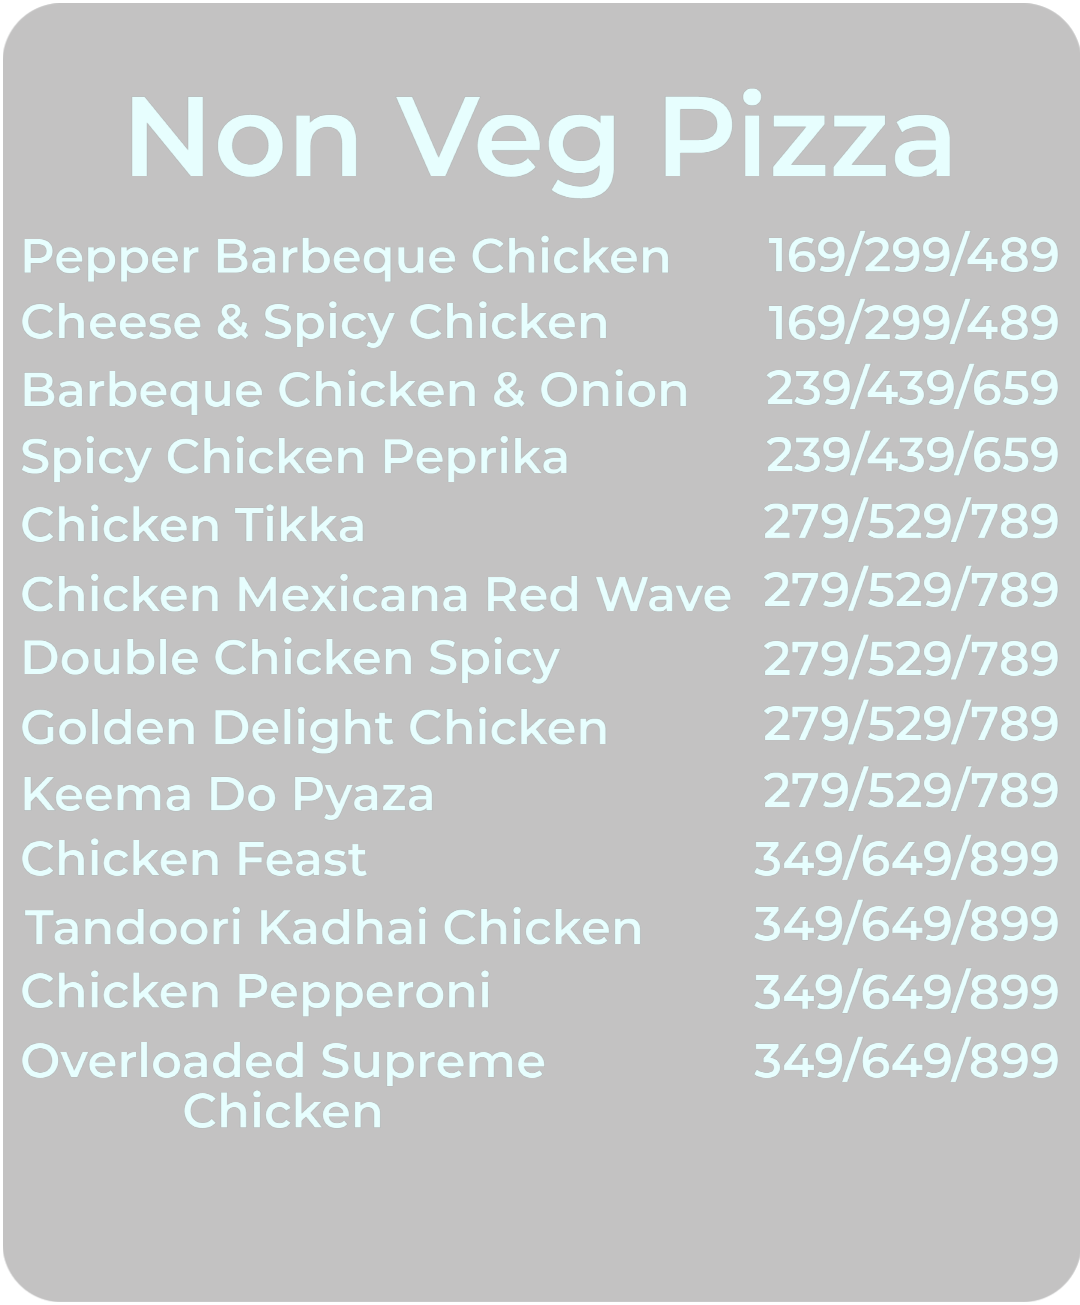 Non Veg Pizza
Pepper Barbeque Chicken 169/299/489
Cheese & Spicy Chicken 169/299/489
Barbeque Chicken & Onion 239/439/659
Spicy Chicken Peprika 239/439/659
Chicken Tikka 279/529/789
Chicken Mexicana Red Wave 279/529/789
Double Chicken Spicy 279/529/789
Golden Delight Chicken 279/529/789
Keema Do Pyaza 279/529/789
Chicken Feast 349/649/899
Tandoori Kadhai Chicken 349/649/899
Chicken Pepperoni 349/649/899
Overloaded Supreme 349/649/899
Chicken